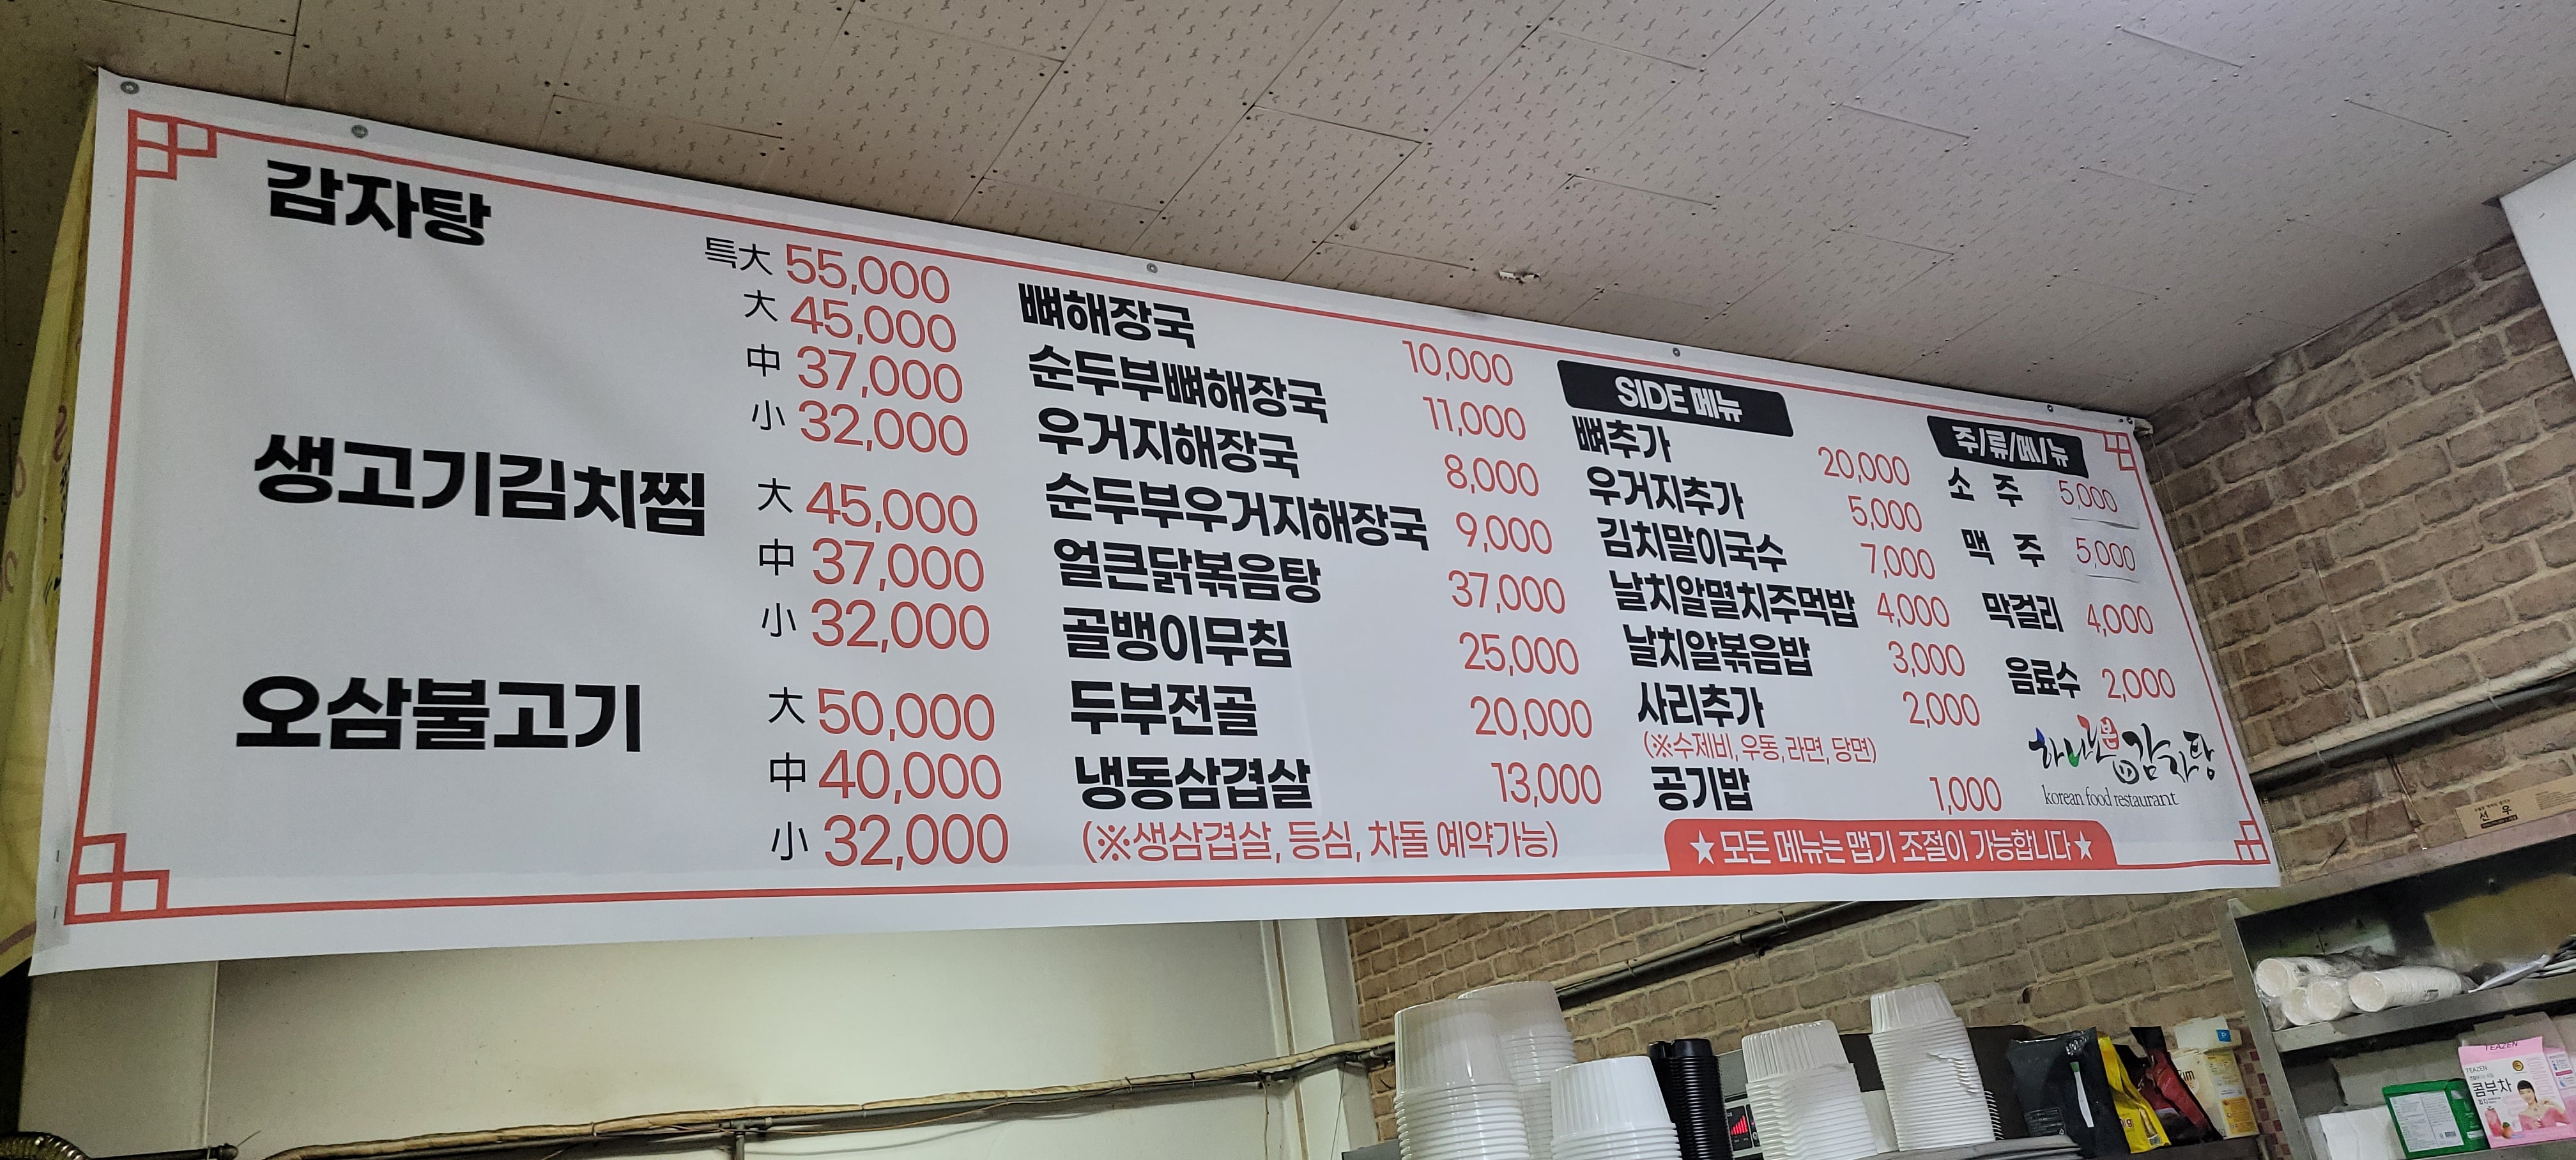 감자탕
특大 55,000
大 45,000
中 37,000
小 32,000
생고기김치찜
大 45,000
中 37,000
小 32,000
오삼불고기
大 50,000
中 40,000
小 32,000
뼈해장국 10,000
순두부뼈해장국 11,000
우거지해장국 8,000
순두부우거지해장국 9,000
얼큰닭볶음탕 37,000
골뱅이무침 25,000
두부전골 20,000
냉동삼겹살 13,000
(※생삼겹살, 등심, 차돌 예약가능)
SIDE 메뉴
뼈추가 20,000
우거지추가 5,000
김치말이국수 7,000
날치알멸치주먹밥 4,000
날치알볶음밥 3,000
사리추가 2,000
(※수제비, 우동, 라면, 당면)
공기밥 1,000
주/류/메/뉴
소 주 5,000
맥 주 5,000
막걸리 4,000
음료수 2,000
감자탕
korean food restaurant
★모든 메뉴는 맵기 조절이 가능합니다★
TEAZEN
TEAZEN
콤부차